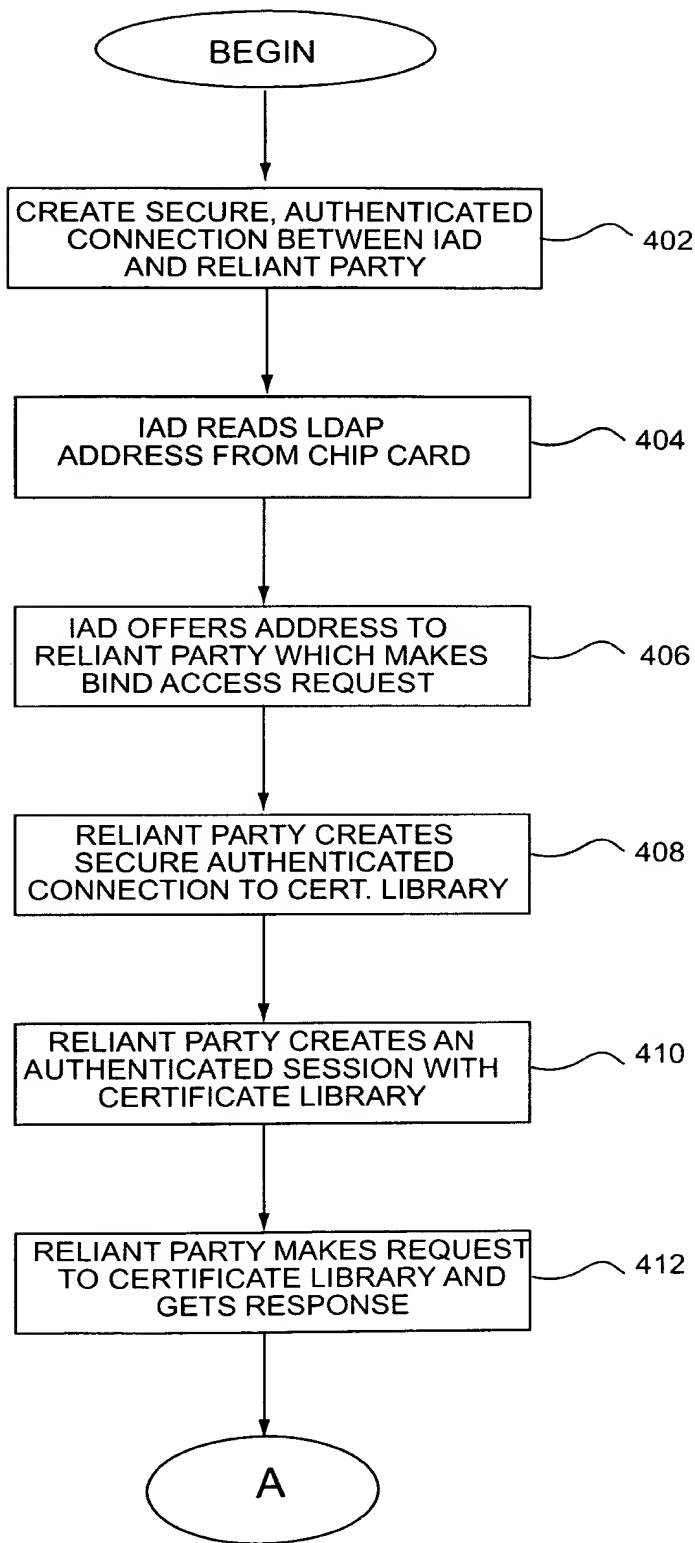 BEGIN
CREATE SECURE, AUTHENTICATED
CONNECTION BETWEEN IAD
AND RELIANT PARTY
402
IAD READS LDAP
ADDRESS FROM CHIP CARD
404
IAD OFFERS ADDRESS TO
RELIANT PARTY WHICH MAKES
BIND ACCESS REQUEST
406
RELIANT PARTY CREATES
SECURE AUTHENTICATED
CONNECTION TO CERT. LIBRARY
408
RELIANT PARTY CREATES AN
AUTHENTICATED SESSION WITH
CERTIFICATE LIBRARY
410
RELIANT PARTY MAKES REQUEST
TO CERTIFICATE LIBRARY AND
GETS RESPONSE
412
A